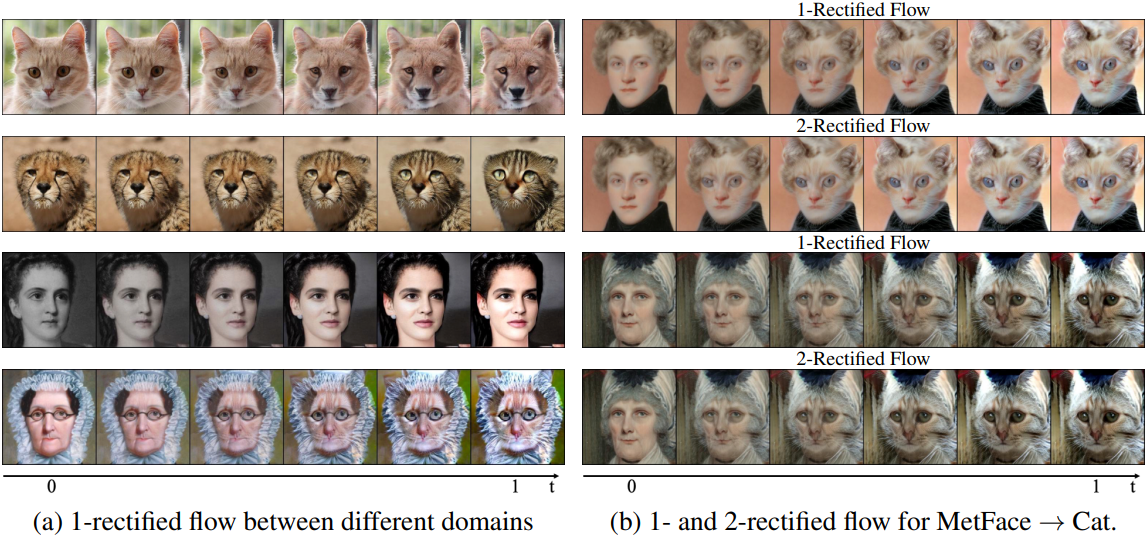 1-Rectified Flow
2-Rectified Flow
1-Rectified Flow
2-Rectified Flow
0 1 t
0 1 t
(a) 1-rectified flow between different domains
(b) 1- and 2-rectified flow for MetFace → Cat.